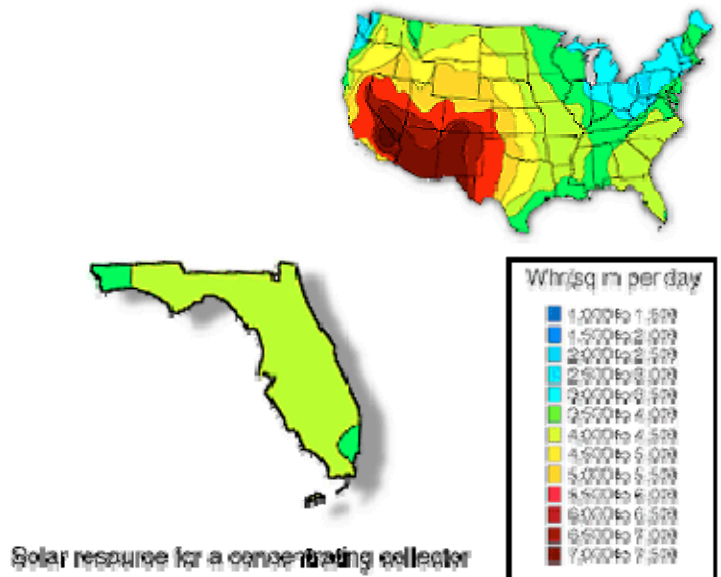 Whr/sq m per day
1,000 to 1,500
1,500 to 2,000
2,000 to 2,500
2,500 to 3,000
3,000 to 3,500
3,500 to 4,000
4,000 to 4,500
4,500 to 5,000
5,000 to 5,500
5,500 to 6,000
6,000 to 6,500
6,500 to 7,000
7,000 to 7,500
Solar resource for a concentrating collector